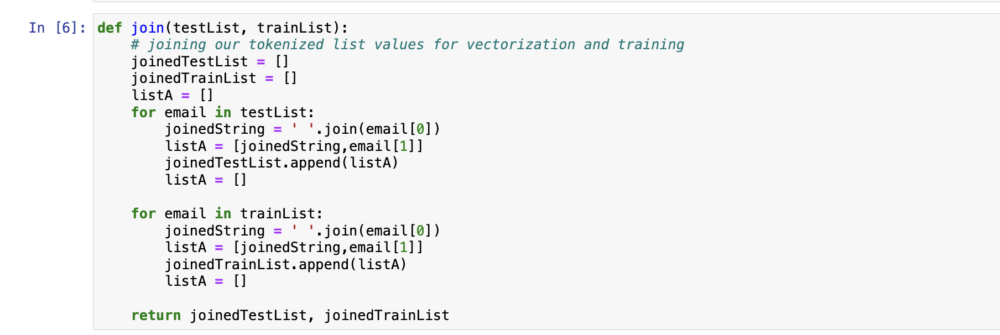 In [6]: def join(testList, trainList):
    # joining our tokenized list values for vectorization and training
    joinedTestList = []
    joinedTrainList = []
    listA = []
    for email in testList:
        joinedString = ' '.join(email[0])
        listA = [joinedString,email[1]]
        joinedTestList.append(listA)
        listA = []
    for email in trainList:
        joinedString = ' '.join(email[0])
        listA = [joinedString,email[1]]
        joinedTrainList.append(listA)
        listA = []
    return joinedTestList, joinedTrainList